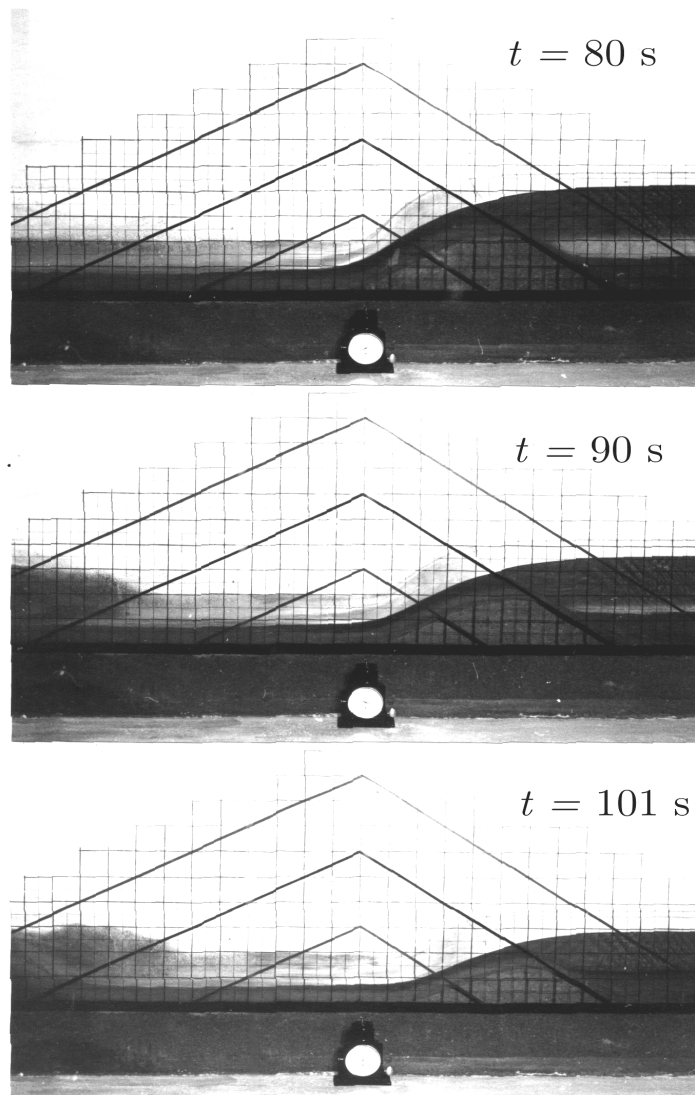 t = 80 s
t = 90 s
t = 101 s